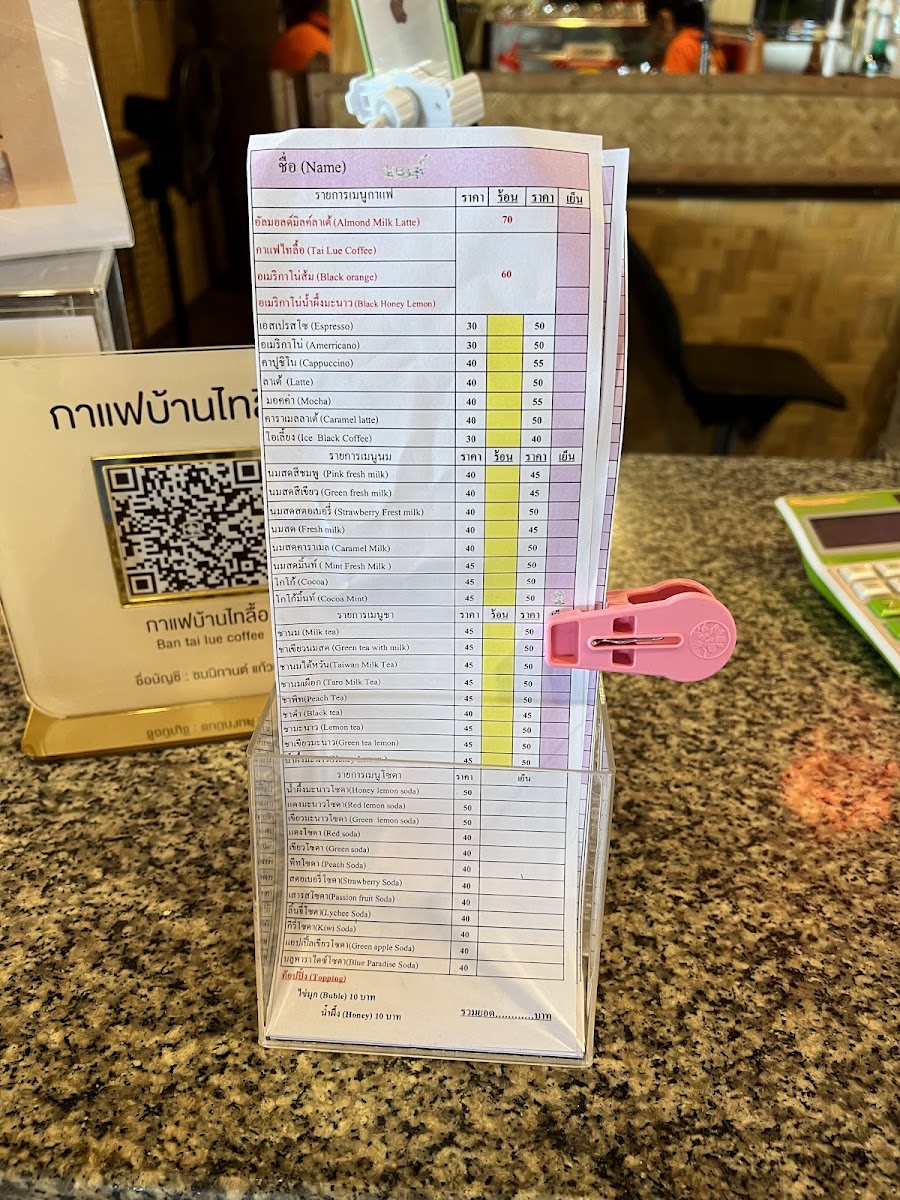 ชื่อ (Name)
รายการเมนูกาแฟ ราคา ร้อน ราคา เย็น
อัลมอลด์มิลค์ลาเต้ (Almond Milk Latte) 70
กาแฟไทลื้อ (Tai Lue Coffee)
อเมริกาโน่ส้ม (Black orange) 60
อเมริกาโน่น้ำผึ้งมะนาว (Black Honey Lemon)
เอสเปรสโซ (Espresso) 30 50
อเมริกาโน่ (Amerricano) 30 50
คาปูชิโน (Cappuccino) 40 55
ลาเต้ (Latte) 40 50
มอคค่า (Mocha) 40 55
คาราเมลลาเต้ (Caramel latte) 40 50
โอเลี้ยง (Ice Black Coffee) 30 40
รายการเมนูนม ราคา ร้อน ราคา เย็น
นมสดสีชมพู (Pink fresh milk) 40 45
นมสดสีเขียว (Green fresh milk) 40 45
นมสดสตอเบอรี่ (Strawberry Frest milk) 40 50
นมสด (Fresh milk) 40 45
นมสดคาราเมล (Caramel Milk) 40 50
นมสดมิ้นท์ ( Mint Fresh Milk ) 45 50
โกโก้ (Cocoa) 45 50
โกโก้มิ้นท์ (Cocoa Mint) 45 50
รายการเมนูชา ราคา ร้อน ราคา
ชานม (Milk tea) 45 50
ชาเขียวนมสด (Green tea with milk) 45 50
ชานมไต้หวัน(Taiwan Milk Tea) 45 50
ชานมเผือก (Taro Milk Tea) 45 50
ชาพีท(Peach Tea) 45 50
ชาดำ (Black tea) 40 45
ชามะนาว (Lemon tea) 45 50
ชาเขียวมะนาว(Green tea lemon) 45 50
45 50
รายการเมนูโซดา ราคา เย็น
น้ำผึ้งมะนาวโซดา(Honey lemon soda) 50
แดงมะนาวโซดา(Red lemon soda) 50
เขียวมะนาวโซดา (Green lemon soda) 50
แดงโซดา (Red soda) 40
เขียวโซดา (Green soda) 40
พีทโซดา (Peach Soda) 40
สตอเบอรี่โซดา(Strawberry Soda) 40
เสารสโซดา(Passion fruit Soda) 40
ลิ้นจี่โซดา(Lychee Soda) 40
กีวี่โซดา(Kiwi Soda) 40
แอปเปิ้ลเขียวโซดา(Green apple Soda) 40
บลูพาราไดซ์โซดา(Blue Paradise Soda) 40
ท็อปปิ้ง (Topping)
ไข่มุก (Buble) 10 บาท
น้ำผึ้ง (Honey) 10 บาท รวมยอด............บาท
กาแฟบ้านไทลื้อ
กาแฟบ้านไทลื้อ
Ban tai lue coffee
ชื่อบัญชี : ชมนิกานต์ แก้ว